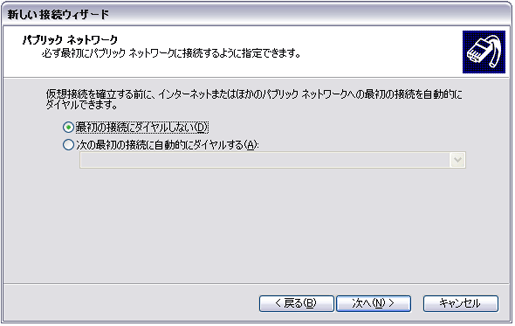 新しい接続ウィザード
パブリック ネットワーク
必ず最初にパブリック ネットワークに接続するように指定できます。
仮想接続を確立する前に、インターネットまたはほかのパブリック ネットワークへの最初の接続を自動的に
ダイヤルできます。
最初の接続にダイヤルしない(D)
次の最初の接続に自動的にダイヤルする(A):
< 戻る(B) 次へ(N) > キャンセル